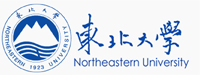 東北大學
NORTHEASTERN 1923 UNIVERSITY
东北大学
Northeastern University